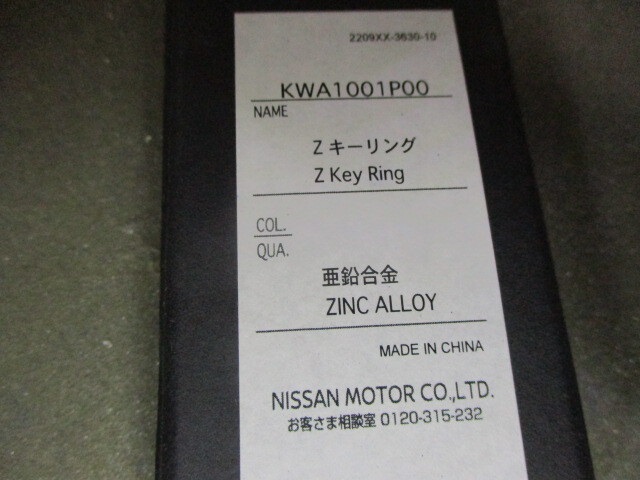 2209XX-3630-10
KWA1001P00
NAME
Z キーリング
Z Key Ring
COL.
QUA.
亜鉛合金
ZINC ALLOY
MADE IN CHINA
NISSAN MOTOR CO.,LTD.
お客さま相談室 0120-315-232